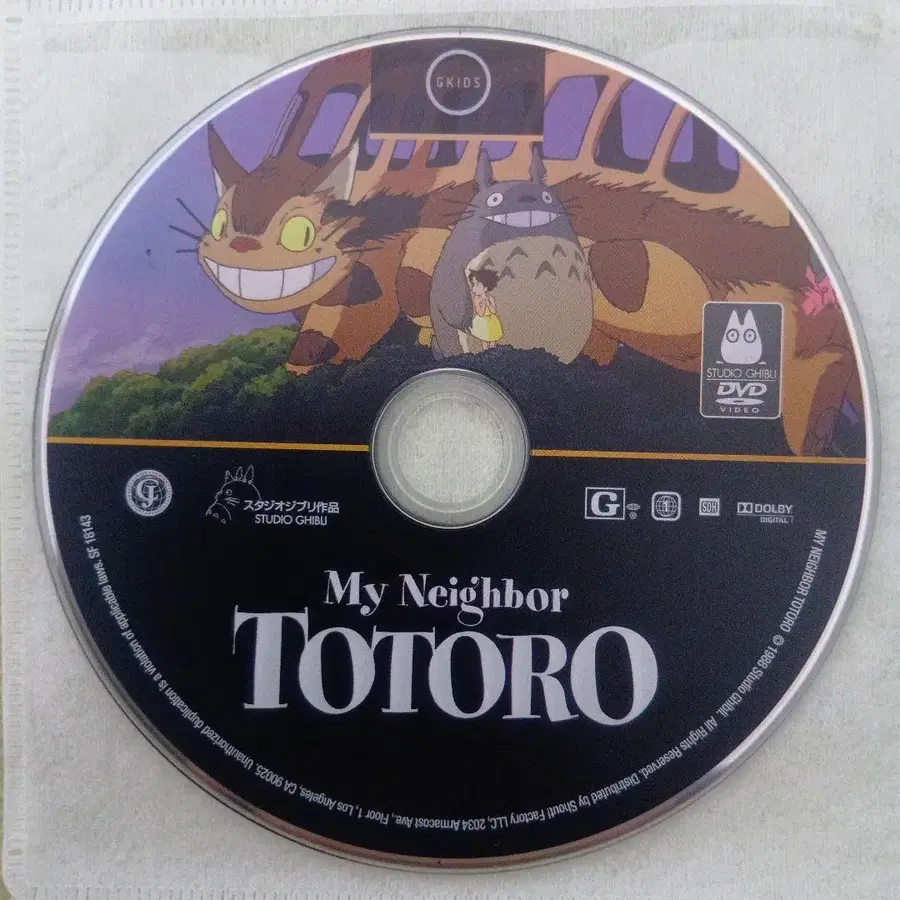 GKIDS
STUDIO GHIBLI
DVD
VIDEO
スタジオジブリ作品
STUDIO GHIBLI
G
1
SDH
DOLBY
DIGITAL
My Neighbor
TOTORO
MY NEIGHBOR TOTORO © 1988 Studio Ghibli. All Rights Reserved. Distributed by Shout! Factory LLC, 2034 Armacost Ave., Floor 1, Los Angeles, CA 90025. Unauthorized duplication is a violation of applicable laws. SF 18143